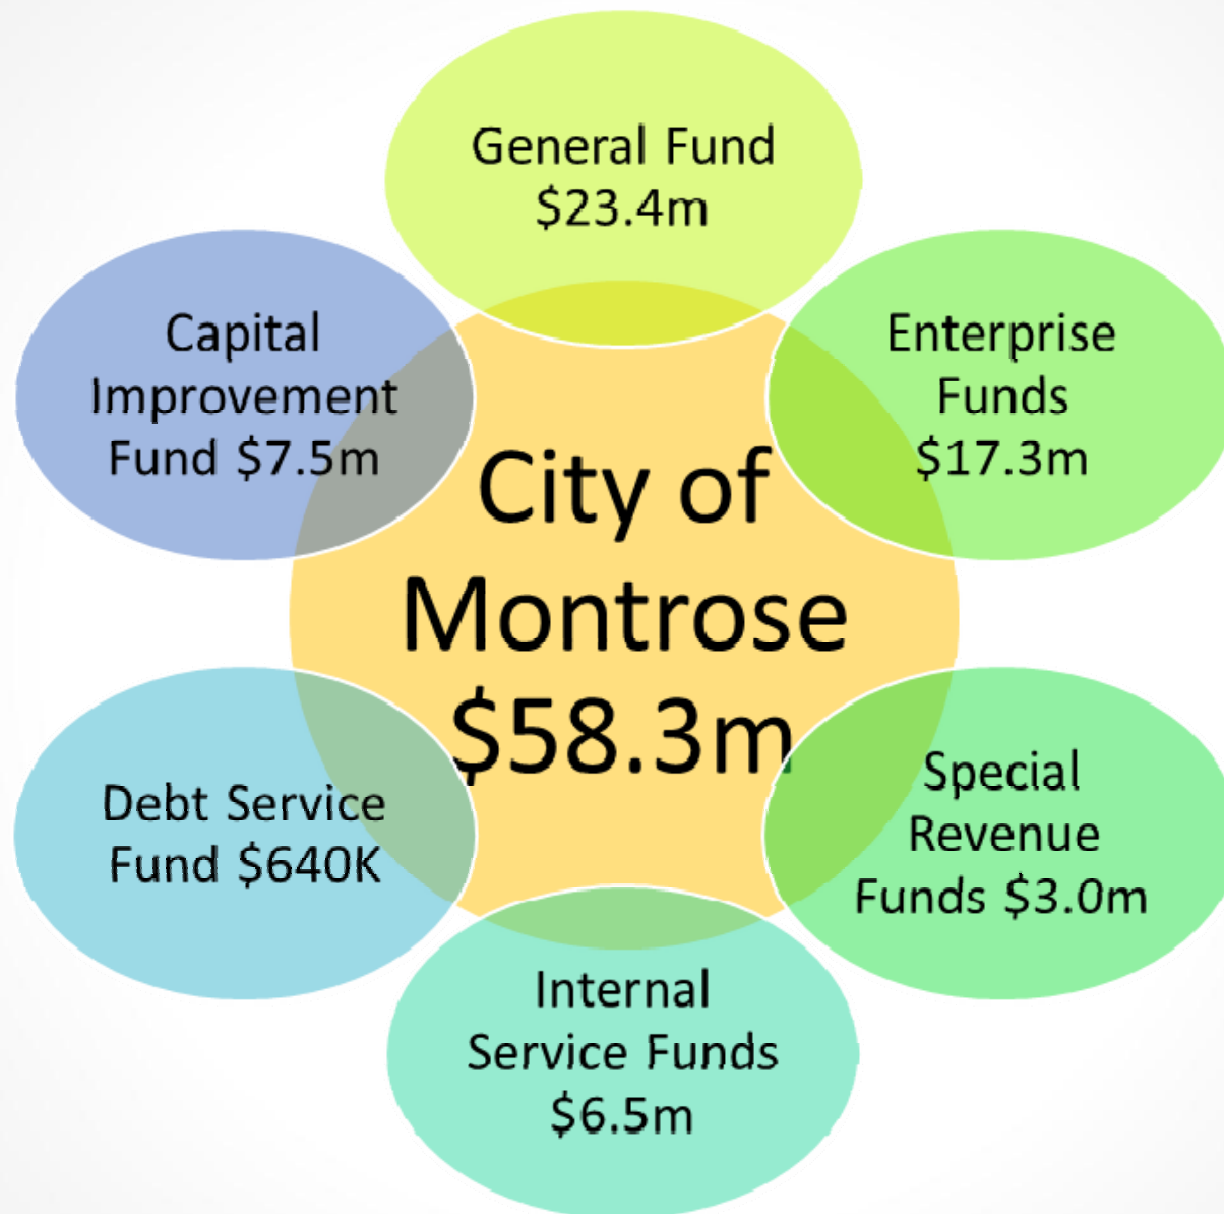 General Fund
$23.4m
Capital
Improvement
Fund $7.5m
Enterprise
Funds
$17.3m
City of
Montrose
$58.3m
Debt Service
Fund $640K
Special
Revenue
Funds $3.0m
Internal
Service Funds
$6.5m